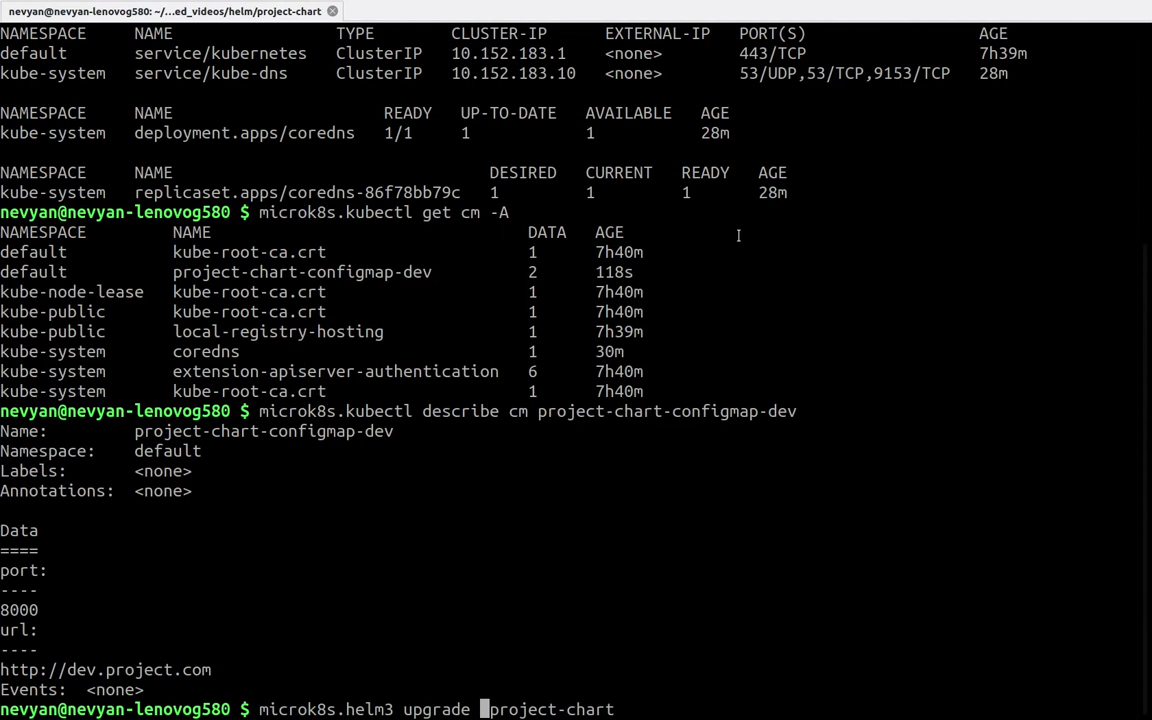 nevyan@nevyan-lenovog580: ~/...ed_videos/helm/project-chart
NAMESPACE NAME TYPE CLUSTER-IP EXTERNAL-IP PORT(S) AGE
default service/kubernetes ClusterIP 10.152.183.1 <none> 443/TCP 7h39m
kube-system service/kube-dns ClusterIP 10.152.183.10 <none> 53/UDP,53/TCP,9153/TCP 28m
NAMESPACE NAME READY UP-TO-DATE AVAILABLE AGE
kube-system deployment.apps/coredns 1/1 1 1 28m
NAMESPACE NAME DESIRED CURRENT READY AGE
kube-system replicaset.apps/coredns-86f78bb79c 1 1 1 28m
nevyan@nevyan-lenovog580 $ microk8s.kubectl get cm -A
NAMESPACE NAME DATA AGE
default kube-root-ca.crt 1 7h40m
default project-chart-configmap-dev 2 118s
kube-node-lease kube-root-ca.crt 1 7h40m
kube-public kube-root-ca.crt 1 7h40m
kube-public local-registry-hosting 1 7h39m
kube-system coredns 1 30m
kube-system extension-apiserver-authentication 6 7h40m
kube-system kube-root-ca.crt 1 7h40m
nevyan@nevyan-lenovog580 $ microk8s.kubectl describe cm project-chart-configmap-dev
Name: project-chart-configmap-dev
Namespace: default
Labels: <none>
Annotations: <none>
Data
====
port:
----
8000
url:
----
http://dev.project.com
Events: <none>
nevyan@nevyan-lenovog580 $ microk8s.helm3 upgrade project-chart